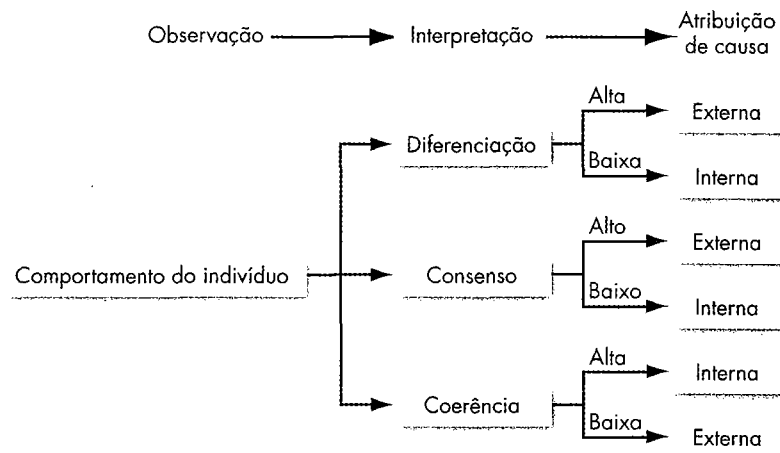 Observação Interpretação Atribuição
de causa
Alta Externa
Diferenciação
Baixa Interna
Alto Externa
Comportamento do indivíduo Consenso
Baixo Interna
Alta Interna
Coerência
Baixa Externa